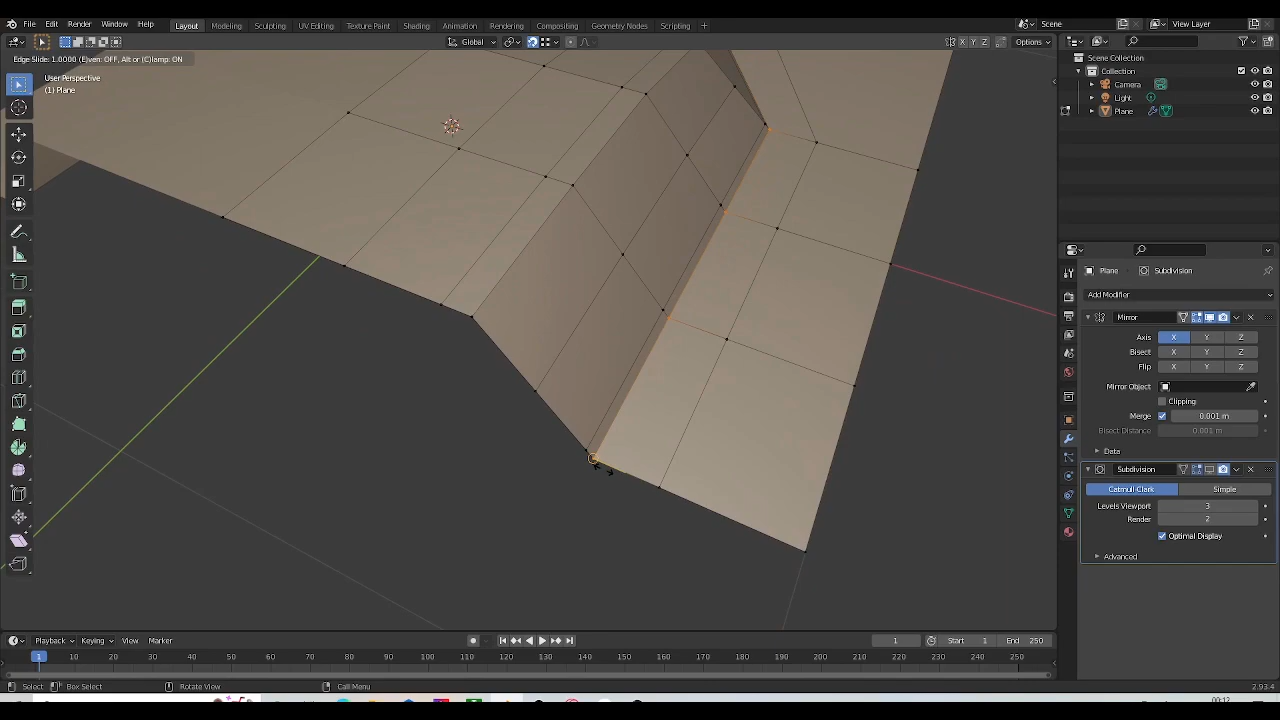 File Edit Render Window Help Layout Modeling Sculpting UV Editing Texture Paint Shading Animation Rendering Compositing Geometry Nodes Scripting + Scene View Layer
Global X Y Z Options
Edge Slide: 1.0000 (E)ven: OFF, Alt or (C)lamp: ON
User Perspective
(1) Plane
Scene Collection
Collection
Camera
Light
Plane
Plane Subdivision
Add Modifier
Mirror
Axis X Y Z
Bisect X Y Z
Flip X Y Z
Mirror Object
Clipping
Merge 0.001 m
Bisect Distance 0.001 m
Data
Subdivision
Catmull Clark Simple
Levels Viewport 3
Render 2
Optimal Display
Advanced
Playback Keying View Marker 1 Start 1 End 250
1 10 20 30 40 50 60 70 80 90 100 110 120 130 140 150 160 170 180 190 200 210 220 230 240 250
Select Box Select Rotate View Call Menu 2.93.4
00:12